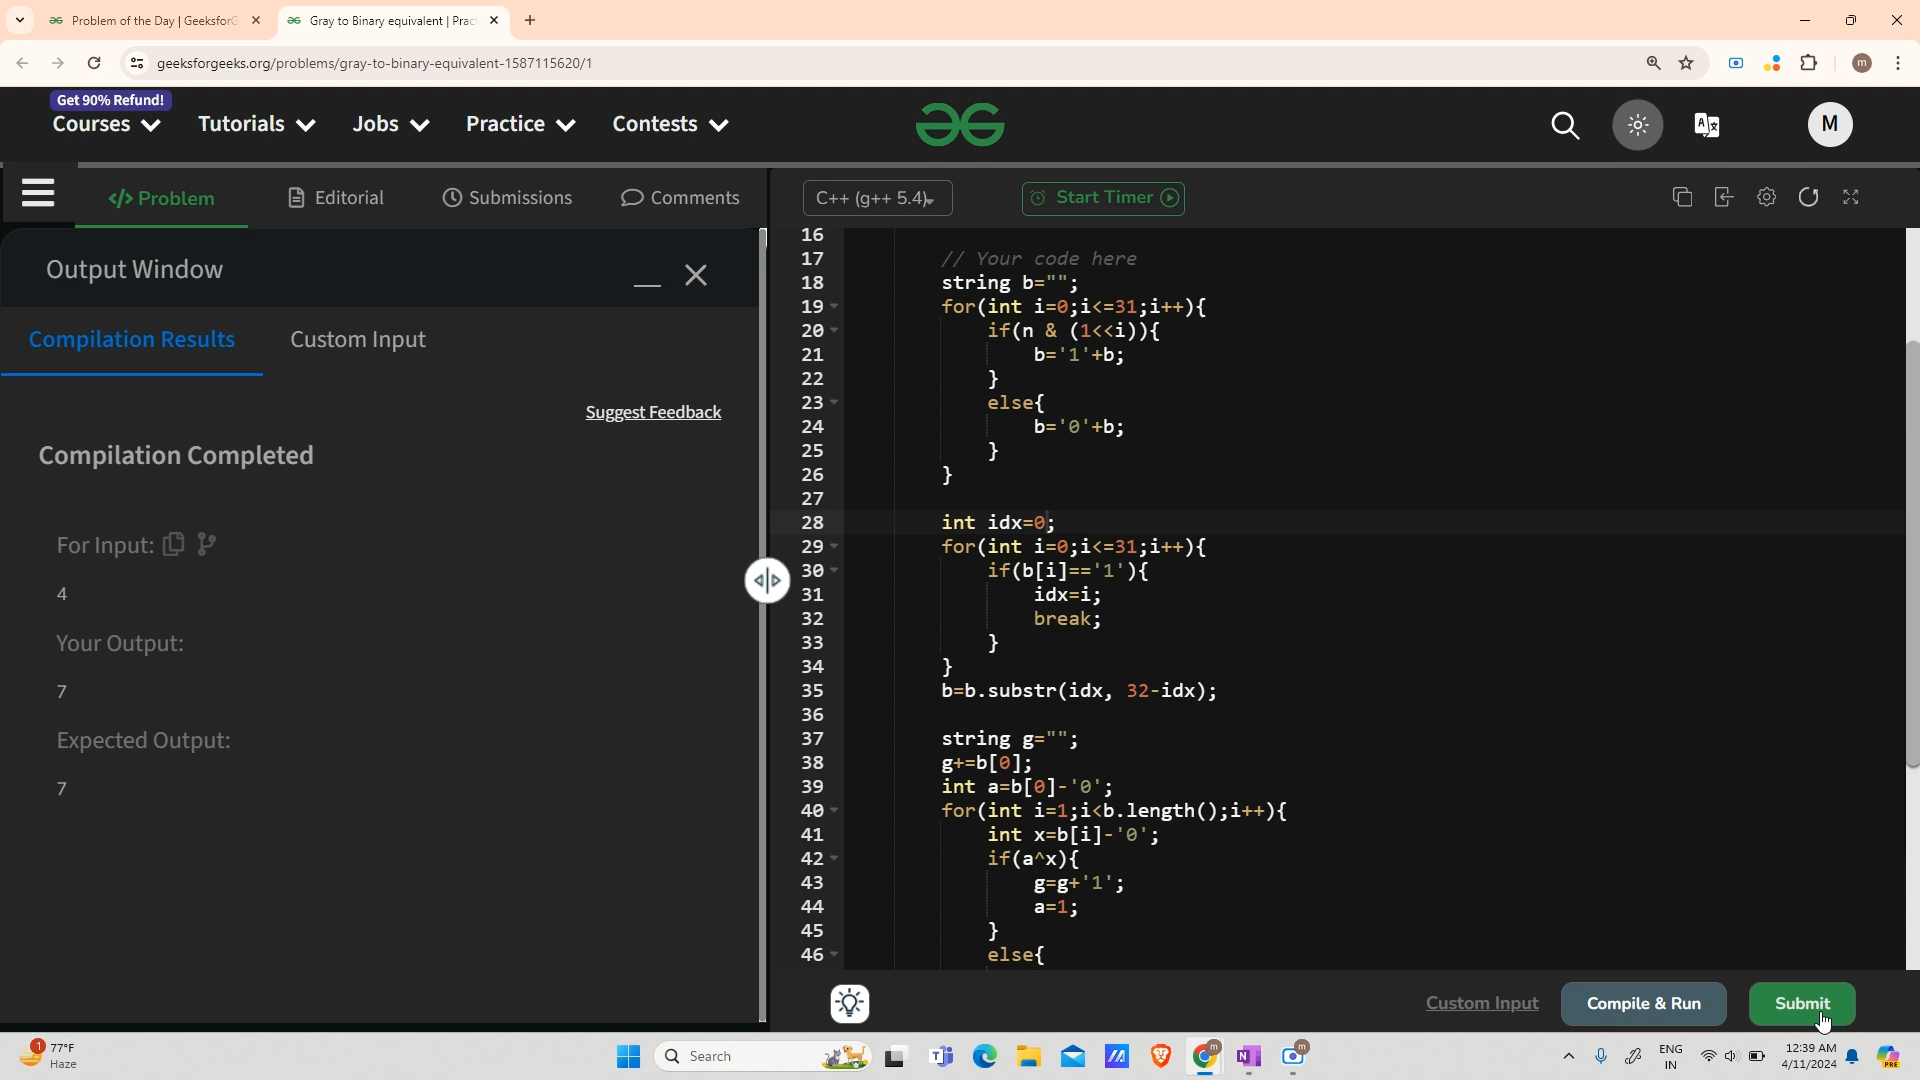 Problem of the Day | GeeksforG
Gray to Binary equivalent | Prac
geeksforgeeks.org/problems/gray-to-binary-equivalent-1587115620/1
m
Get 90% Refund!
Courses
Tutorials
Jobs
Practice
Contests
M
</> Problem
Editorial
Submissions
Comments
C++ (g++ 5.4)
Start Timer
Output Window
Compilation Results
Custom Input
Suggest Feedback
Compilation Completed
For Input:
4
Your Output:
7
Expected Output:
7
16
17 // Your code here
18 string b="";
19 for(int i=0;i<=31;i++){
20 if(n & (1<<i)){
21 b='1'+b;
22 }
23 else{
24 b='0'+b;
25 }
26 }
27
28 int idx=0;
29 for(int i=0;i<=31;i++){
30 if(b[i]=='1'){
31 idx=i;
32 break;
33 }
34 }
35 b=b.substr(idx, 32-idx);
36
37 string g="";
38 g+=b[0];
39 int a=b[0]-'0';
40 for(int i=1;i<b.length();i++){
41 int x=b[i]-'0';
42 if(a^x){
43 g=g+'1';
44 a=1;
45 }
46 else{
Custom Input
Compile & Run
Submit
1
77°F
Haze
Search
m
N
m
ENG
IN
12:39 AM
4/11/2024
PRE